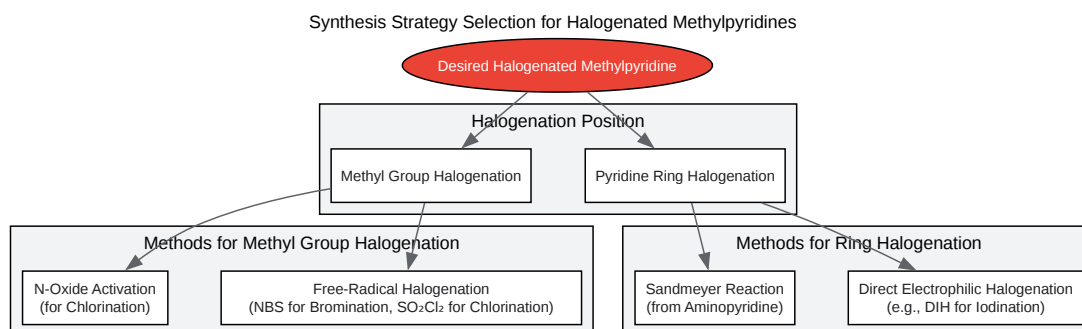 Synthesis Strategy Selection for Halogenated Methylpyridines
Desired Halogenated Methylpyridine
Halogenation Position
Methyl Group Halogenation
Pyridine Ring Halogenation
Methods for Methyl Group Halogenation
Methods for Ring Halogenation
N-Oxide Activation
(for Chlorination)
Free-Radical Halogenation
(NBS for Bromination, SO₂Cl₂ for Chlorination)
Sandmeyer Reaction
(from Aminopyridine)
Direct Electrophilic Halogenation
(e.g., DIH for Iodination)